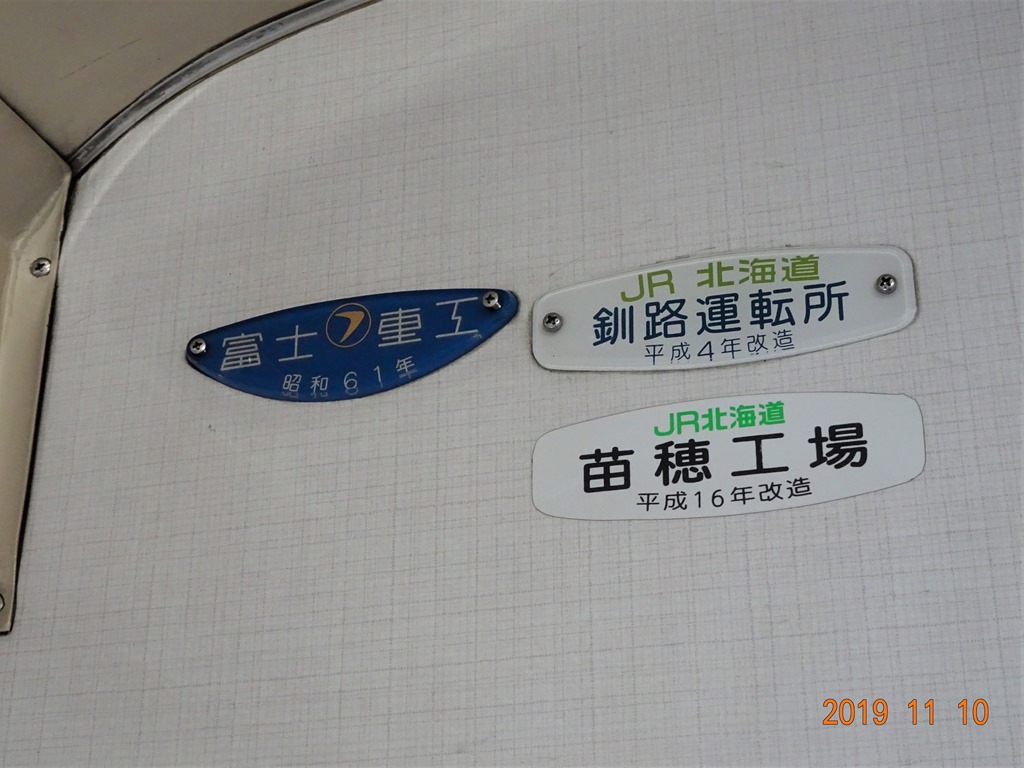 富士フ重工
昭和61年
JR 北海道
釧路運転所
平成4年改造
JR北海道
苗穂工場
平成16年改造
2019 11 10